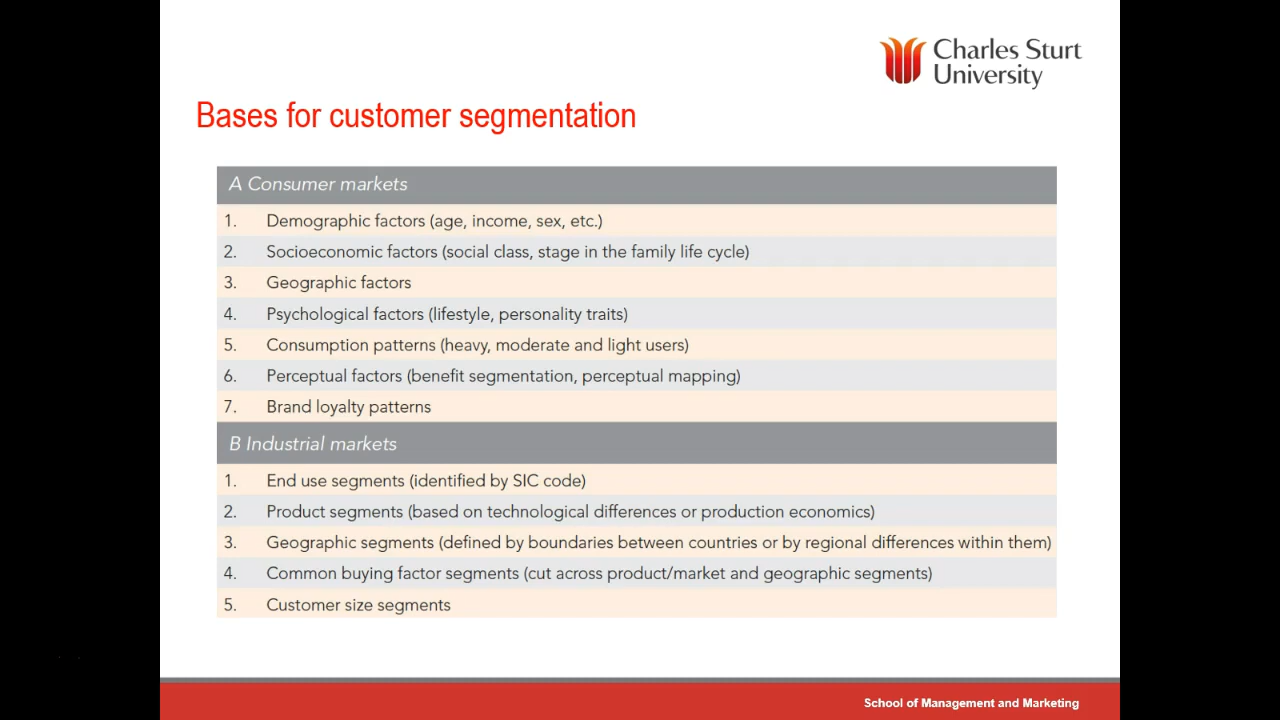 Charles Sturt
University
Bases for customer segmentation
A Consumer markets
1. Demographic factors (age, income, sex, etc.)
2. Socioeconomic factors (social class, stage in the family life cycle)
3. Geographic factors
4. Psychological factors (lifestyle, personality traits)
5. Consumption patterns (heavy, moderate and light users)
6. Perceptual factors (benefit segmentation, perceptual mapping)
7. Brand loyalty patterns
B Industrial markets
1. End use segments (identified by SIC code)
2. Product segments (based on technological differences or production economics)
3. Geographic segments (defined by boundaries between countries or by regional differences within them)
4. Common buying factor segments (cut across product/market and geographic segments)
5. Customer size segments
School of Management and Marketing